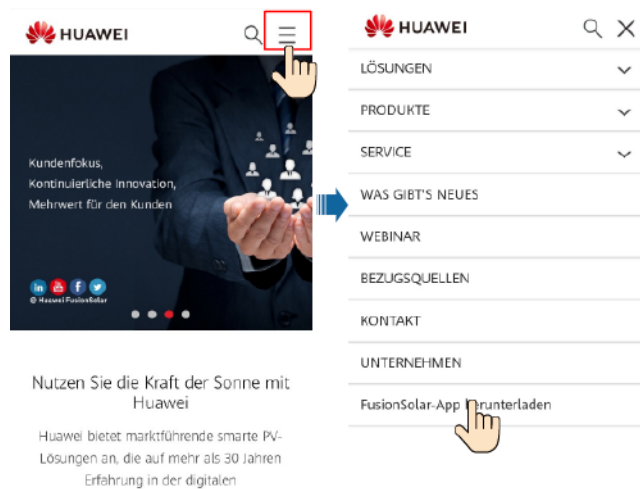 HUAWEI
Kundenfokus,
Kontinuierliche Innovation,
Mehrwert für den Kunden
@ Huawei FusionSolar
Nutzen Sie die Kraft der Sonne mit
Huawei
Huawei bietet marktführende smarte PV-
Lösungen an, die auf mehr als 30 Jahren
Erfahrung in der digitalen
HUAWEI
LÖSUNGEN
PRODUKTE
SERVICE
WAS GIBT'S NEUES
WEBINAR
BEZUGSQUELLEN
KONTAKT
UNTERNEHMEN
FusionSolar-App herunterladen